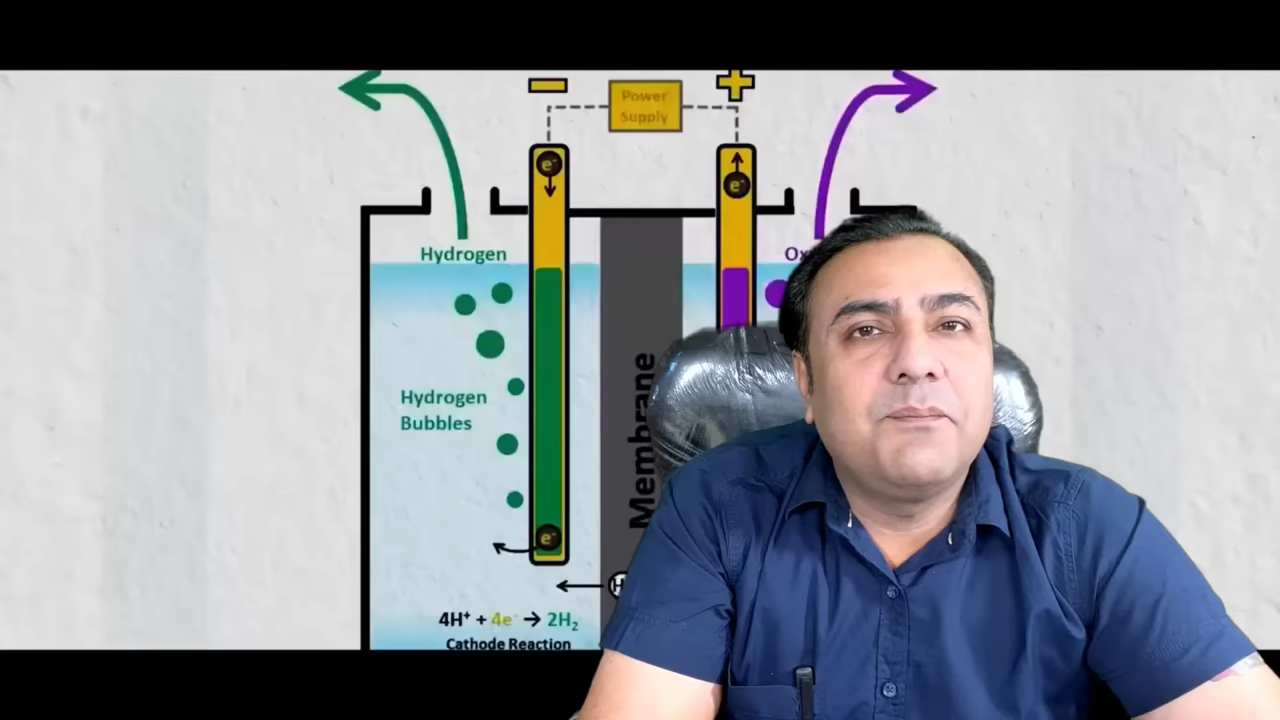 Power
Supply
e⁻
e⁻
Hydrogen
Hydrogen
Bubbles
Membrane
e⁻
4H⁺ + 4e⁻ → 2H₂
Cathode Reaction